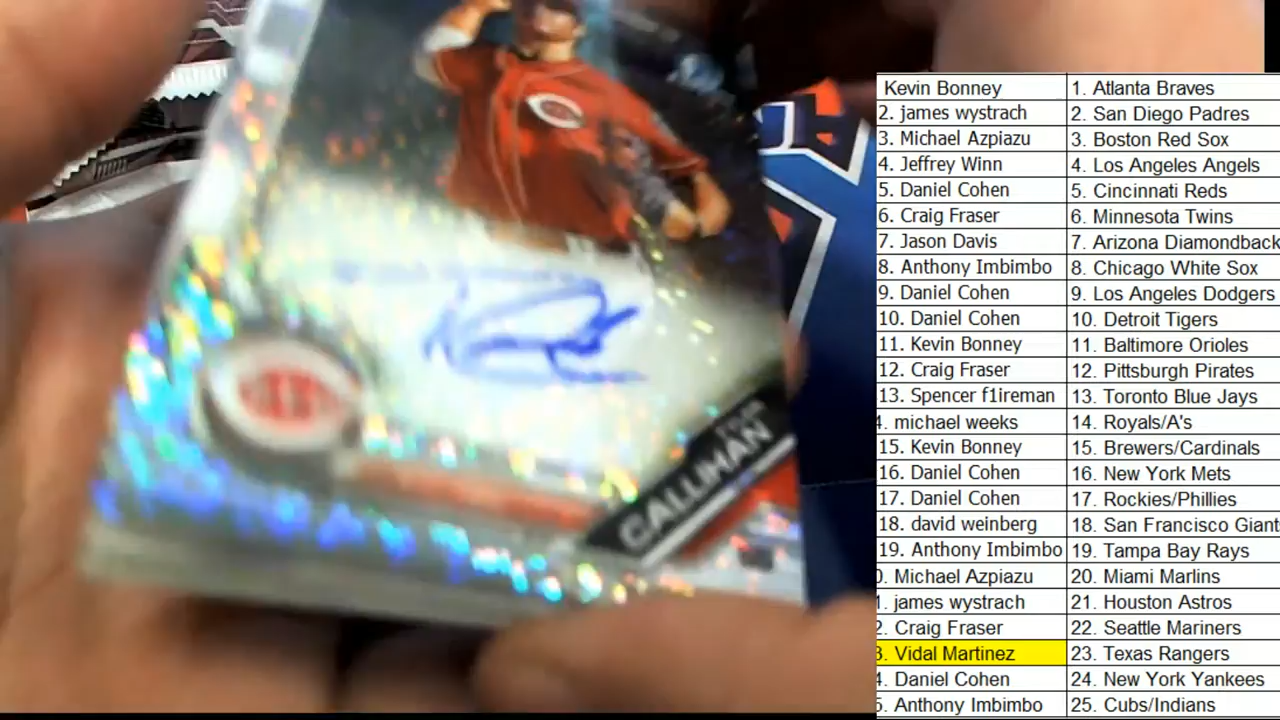 CALLIHAN
Kevin Bonney 1. Atlanta Braves
2. james wystrach 2. San Diego Padres
3. Michael Azpiazu 3. Boston Red Sox
4. Jeffrey Winn 4. Los Angeles Angels
5. Daniel Cohen 5. Cincinnati Reds
6. Craig Fraser 6. Minnesota Twins
7. Jason Davis 7. Arizona Diamondback
8. Anthony Imbimbo 8. Chicago White Sox
9. Daniel Cohen 9. Los Angeles Dodgers
10. Daniel Cohen 10. Detroit Tigers
11. Kevin Bonney 11. Baltimore Orioles
12. Craig Fraser 12. Pittsburgh Pirates
13. Spencer f1ireman 13. Toronto Blue Jays
4. michael weeks 14. Royals/A's
15. Kevin Bonney 15. Brewers/Cardinals
16. Daniel Cohen 16. New York Mets
17. Daniel Cohen 17. Rockies/Phillies
18. david weinberg 18. San Francisco Giant
19. Anthony Imbimbo 19. Tampa Bay Rays
0. Michael Azpiazu 20. Miami Marlins
1. james wystrach 21. Houston Astros
2. Craig Fraser 22. Seattle Mariners
3. Vidal Martinez 23. Texas Rangers
4. Daniel Cohen 24. New York Yankees
5. Anthony Imbimbo 25. Cubs/Indians